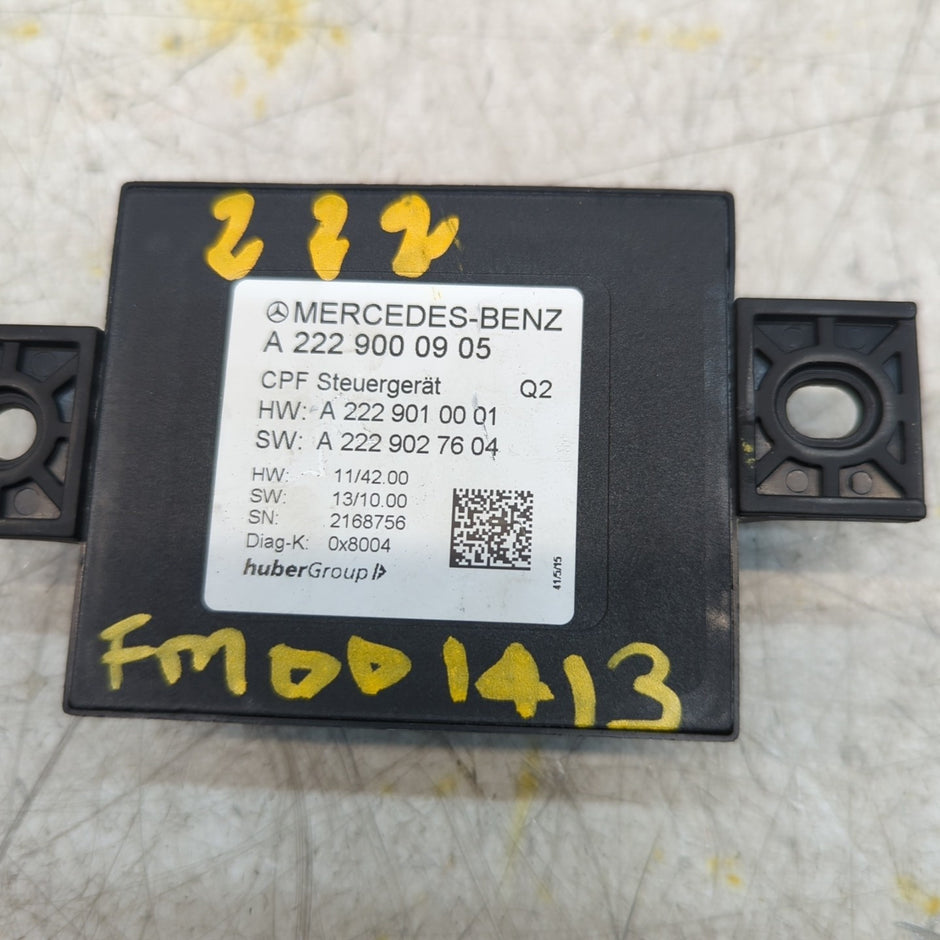 222
MERCEDES-BENZ
A 222 900 09 05
CPF Steuergerät Q2
HW: A 222 901 00 01
SW: A 222 902 76 04
HW: 11/42.00
SW: 13/10.00
SN: 2168756
Diag-K: 0x8004
huberGroup
41/5/15
FM001413